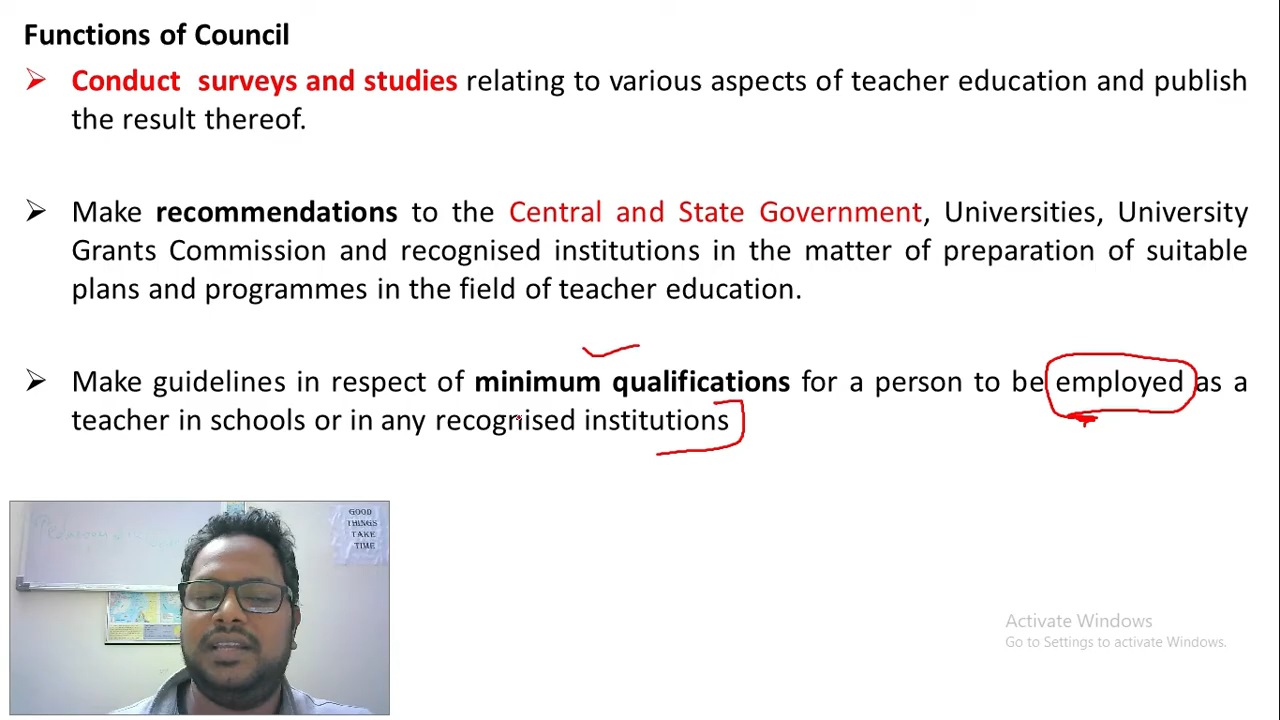 Functions of Council
➢ Conduct surveys and studies relating to various aspects of teacher education and publish
the result thereof.
➢ Make recommendations to the Central and State Government, Universities, University
Grants Commission and recognised institutions in the matter of preparation of suitable
plans and programmes in the field of teacher education.
➢ Make guidelines in respect of minimum qualifications for a person to be employed as a
teacher in schools or in any recognised institutions
GOOD
THINGS
TAKE
TIME
Activate Windows
Go to Settings to activate Windows.